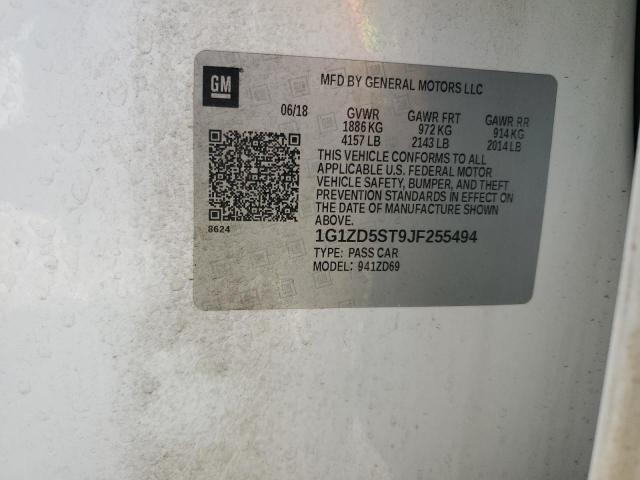 GM
MFD BY GENERAL MOTORS LLC
06/18 GVWR GAWR FRT GAWR RR
1886 KG 972 KG 914 KG
4157 LB 2143 LB 2014 LB
THIS VEHICLE CONFORMS TO ALL
APPLICABLE U.S. FEDERAL MOTOR
VEHICLE SAFETY, BUMPER, AND THEFT
PREVENTION STANDARDS IN EFFECT ON
THE DATE OF MANUFACTURE SHOWN
ABOVE.
8624
1G1ZD5ST9JF255494
TYPE: PASS CAR
MODEL: 941ZD69